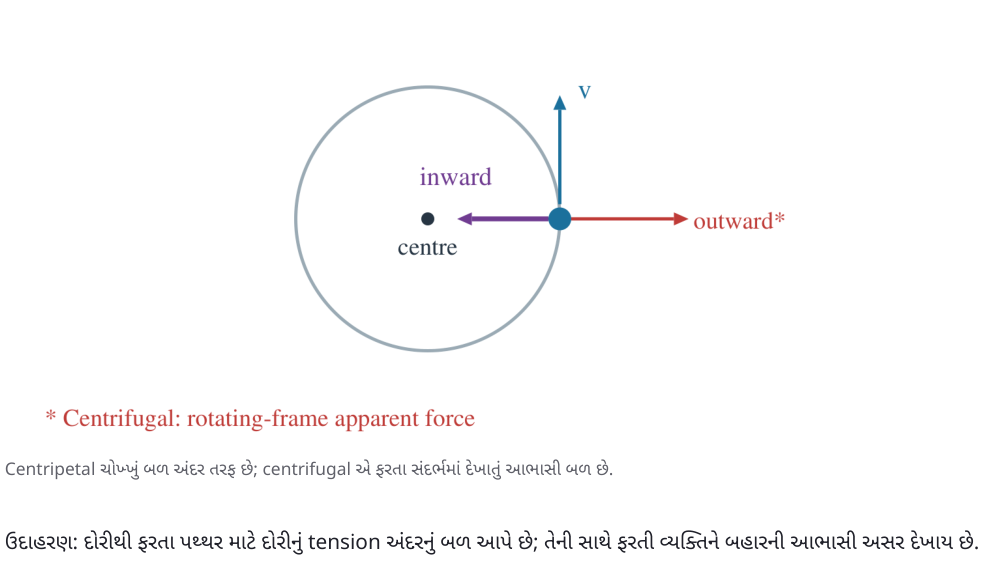 v
inward
outward*
centre
* Centrifugal: rotating-frame apparent force
Centripetal ચોખ્ખું બળ અંદર તરફ છે; centrifugal એ ફરતા સંદર્ભમાં દેખાતું આભાસી બળ છે.
ઉદાહરણ: દોરીથી ફરતા પથ્થર માટે દોરીનું tension અંદરનું બળ આપે છે; તેની સાથે ફરતી વ્યક્તિને બહારની આભાસી અસર દેખાય છે.